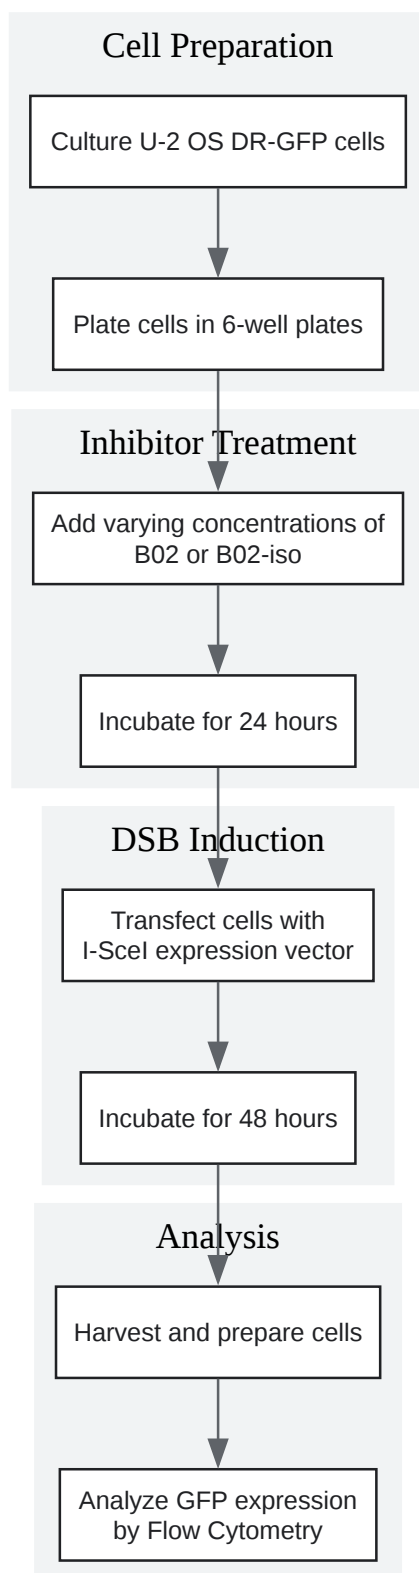 Cell Preparation
Culture U-2 OS DR-GFP cells
Plate cells in 6-well plates
Inhibitor Treatment
Add varying concentrations of
B02 or B02-iso
Incubate for 24 hours
DSB Induction
Transfect cells with
I-SceI expression vector
Incubate for 48 hours
Analysis
Harvest and prepare cells
Analyze GFP expression
by Flow Cytometry